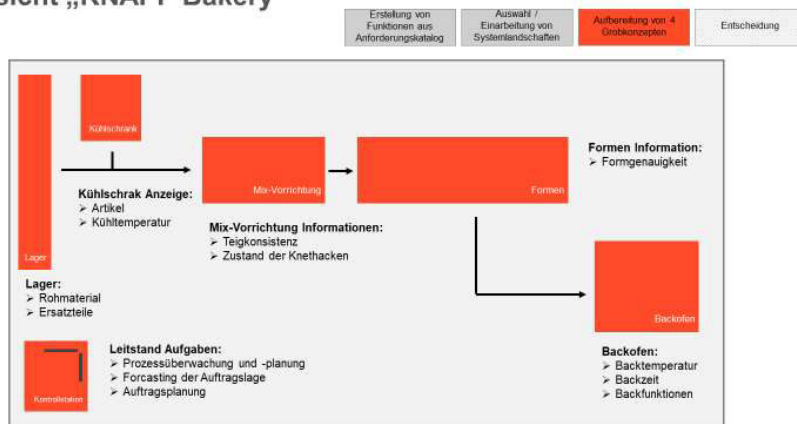 sicht „KNAPP Bakery
Erstellung von
Funktionen aus
Anforderungskatalog
Auswahl /
Einarbeitung von
Systemlandschaften
Aufbereitung von 4
Grobkonzepten
Entscheidung
Kühlschrank
Mix-Vorrichtung
Formen
Formen Information:
➢ Formgenauigkeit
Kühlschrak Anzeige:
➢ Artikel
➢ Kühltemperatur
Mix-Vorrichtung Informationen:
➢ Teigkonsistenz
➢ Zustand der Knethacken
Lager
Lager:
➢ Rohmaterial
➢ Ersatzteile
Backofen
Leitstand Aufgaben:
➢ Prozessüberwachung und -planung
➢ Forcasting der Auftragslage
➢ Auftragsplanung
Kontrollstation
Backofen:
➢ Backtemperatur
➢ Backzeit
➢ Backfunktionen